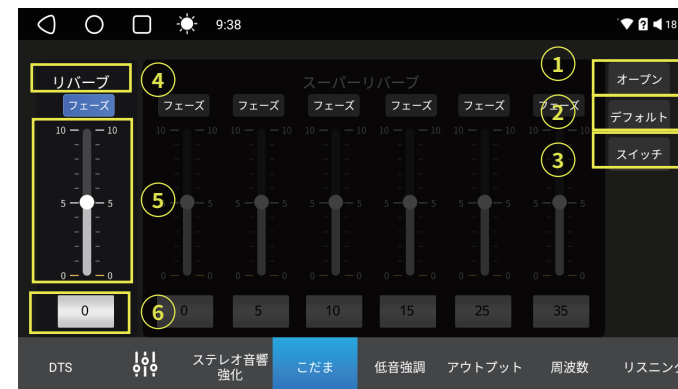 9:38
18
リバーブ
④
スーパーリバーブ
①
オープン
フェーズ
フェーズ
フェーズ
フェーズ
フェーズ
フェーズ
フェーズ
②
デフォルト
10 10
10 10
10 10
10 10
10 10
10 10
10 10
③
スイッチ
5 5
⑤
5 5
5 5
5 5
5 5
5 5
5 5
0 0
0 0
0 0
0 0
0 0
0 0
0 0
0
⑥
0
5
10
15
25
35
DTS
ステレオ音響
強化
こだま
低音強調
アウトプット
周波数
リスニン